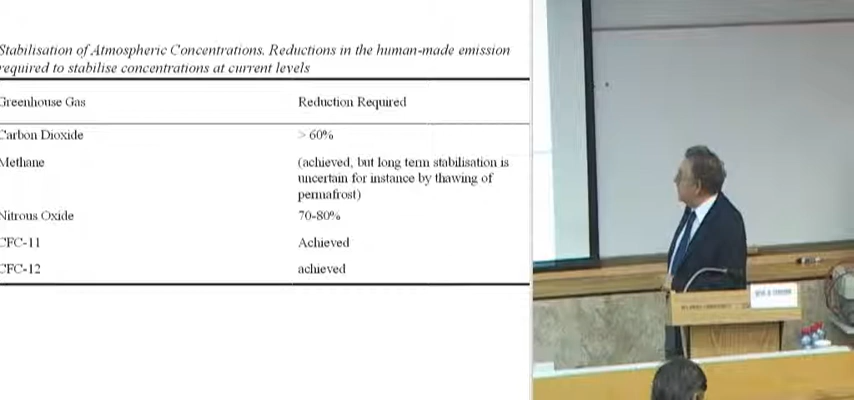 Stabilisation of Atmospheric Concentrations. Reductions in the human-made emission
required to stabilise concentrations at current levels
Greenhouse Gas Reduction Required
Carbon Dioxide > 60%
Methane (achieved, but long term stabilisation is
uncertain for instance by thawing of
permafrost)
Nitrous Oxide 70-80%
CFC-11 Achieved
CFC-12 achieved